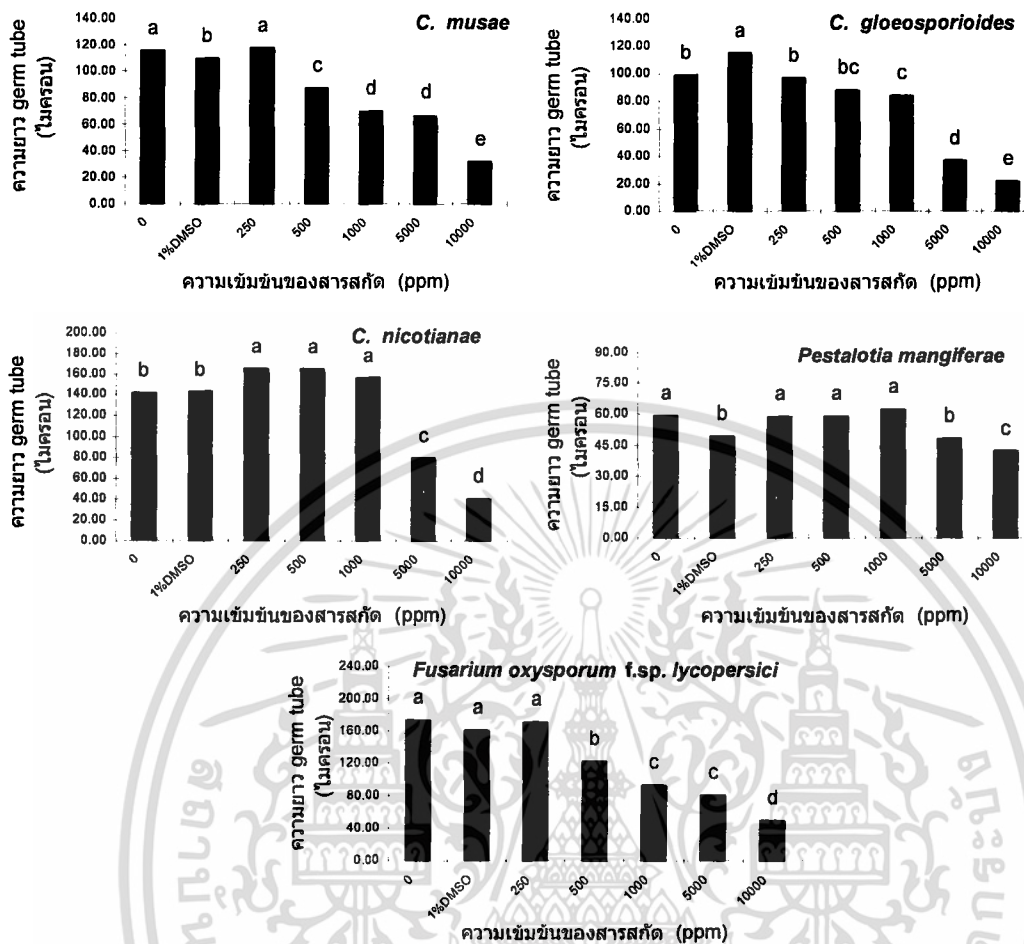 C. musae
ความยาว germ tube
(ไมครอน)
140.00
120.00
100.00
80.00
60.00
40.00
20.00
0.00
a b a c d d e
0 1%DMSO 250 500 1000 5000 10000
ความเข้มข้นของสารสกัด (ppm)
C. gloeosporioides
ความยาว germ tube
(ไมครอน)
140.00
120.00
100.00
80.00
60.00
40.00
20.00
0.00
b a b bc c d e
0 1%DMSO 250 500 1000 5000 10000
ความเข้มข้นของสารสกัด (ppm)
C. nicotianae
ความยาว germ tube
(ไมครอน)
200.00
180.00
160.00
140.00
120.00
100.00
80.00
60.00
40.00
20.00
0.00
b b a a a c d
0 1%DMSO 250 500 1000 5000 10000
ความเข้มข้นของสารสกัด (ppm)
Pestalotia mangiferae
ความยาว germ tube
(ไมครอน)
90.00
75.00
60.00
45.00
30.00
15.00
0.00
a b a a a b c
0 1%DMSO 250 500 1000 5000 10000
ความเข้มข้นของสารสกัด (ppm)
Fusarium oxysporum f.sp. lycopersici
ความยาว germ tube
(ไมครอน)
240.00
200.00
160.00
120.00
80.00
40.00
0.00
a a a b c c d
0 1%DMSO 250 500 1000 5000 10000
ความเข้มข้นของสารสกัด (ppm)